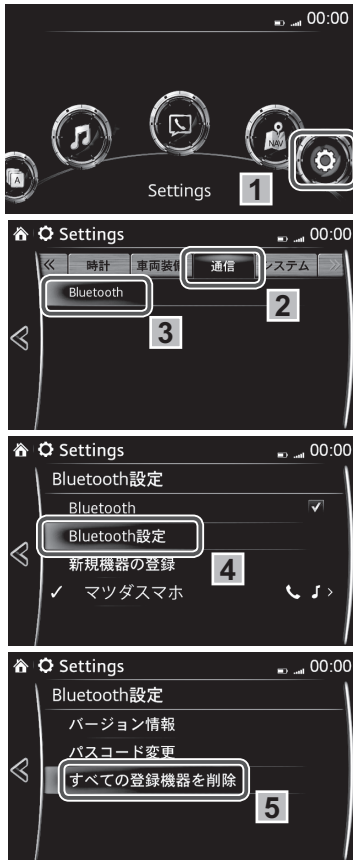 00:00
A
NAV
Settings
1
Settings 00:00
時計 車両装備 通信 システム
2
Bluetooth
3
Settings 00:00
Bluetooth設定
Bluetooth
Bluetooth設定
4
新規機器の登録
マツダスマホ
Settings 00:00
Bluetooth設定
バージョン情報
パスコード変更
すべての登録機器を削除
5